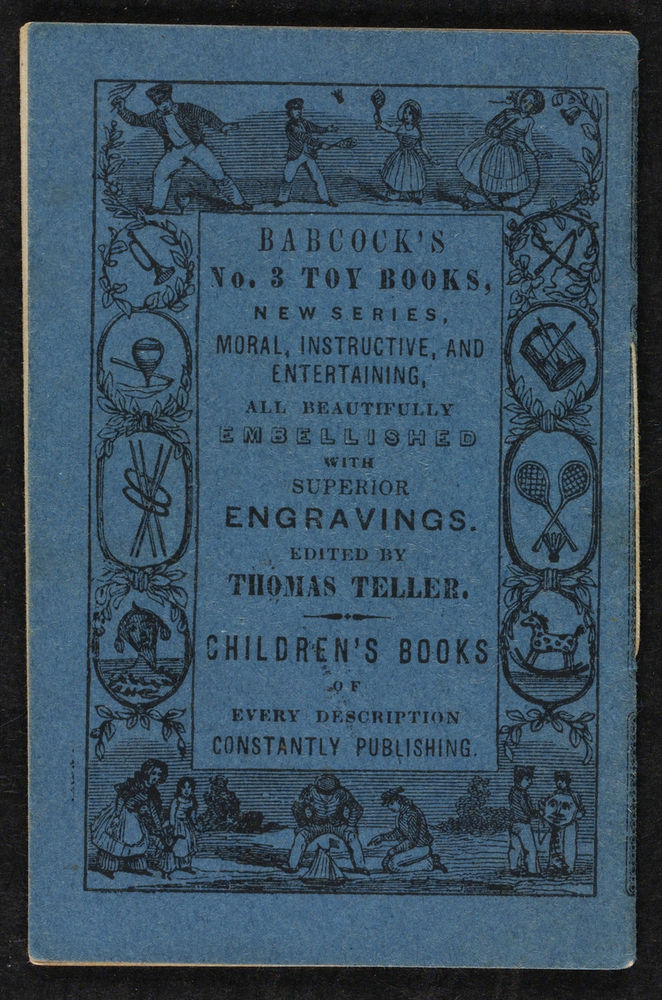 BABCOCK'S
No. 3 TOY BOOKS,
NEW SERIES,
MORAL, INSTRUCTIVE, AND
ENTERTAINING,
ALL BEAUTIFULLY
EMBELLISHED
WITH
SUPERIOR
ENGRAVINGS.
EDITED BY
THOMAS TELLER.
CHILDREN'S BOOKS
OF
EVERY DESCRIPTION
CONSTANTLY PUBLISHING.